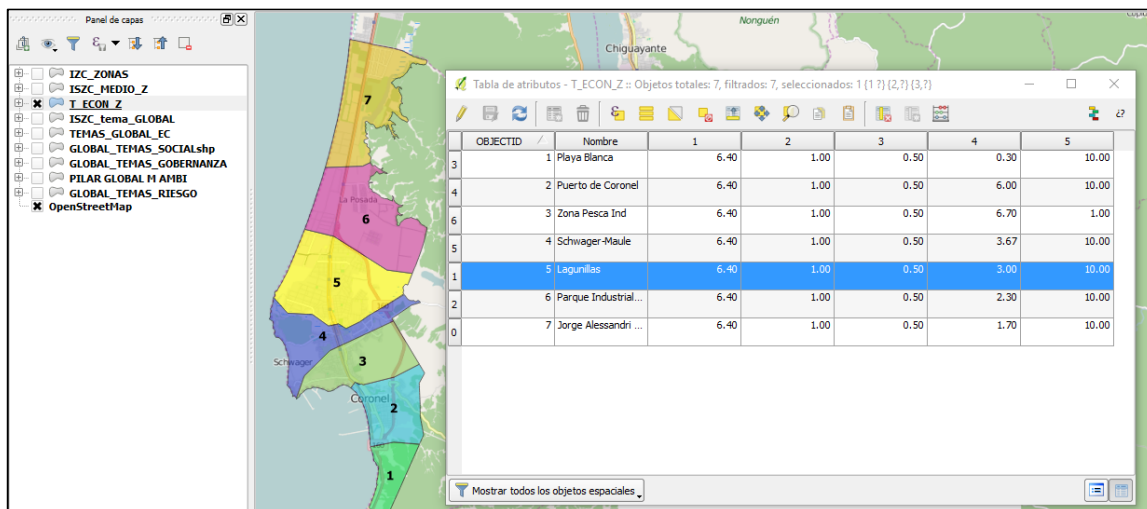 Panel de capas
IZC_ZONAS
ISZC_MEDIO_Z
T_ECON_Z
ISZC_tema_GLOBAL
TEMAS_GLOBAL_EC
GLOBAL_TEMAS_SOCIALshp
GLOBAL_TEMAS_GOBERNANZA
PILAR GLOBAL M AMBI
GLOBAL_TEMAS_RIESGO
OpenStreetMap
Nonguén
Chiguayante
7
La Posada
6
5
4
Schwager
3
Coronel
2
160
1
Tabla de atributos - T_ECON_Z :: Objetos totales: 7, filtrados: 7, seleccionados: 1 {1 ?} {2,?} {3,?}
OBJECTID Nombre 1 2 3 4 5
3 1 Playa Blanca 6.40 1.00 0.50 0.30 10.00
4 2 Puerto de Coronel 6.40 1.00 0.50 6.00 10.00
6 3 Zona Pesca Ind 6.40 1.00 0.50 6.70 1.00
5 4 Schwager-Maule 6.40 1.00 0.50 3.67 10.00
1 5 Lagunillas 6.40 1.00 0.50 3.00 10.00
2 6 Parque Industrial... 6.40 1.00 0.50 2.30 10.00
0 7 Jorge Alessandri ... 6.40 1.00 0.50 1.70 10.00
Mostrar todos los objetos espaciales